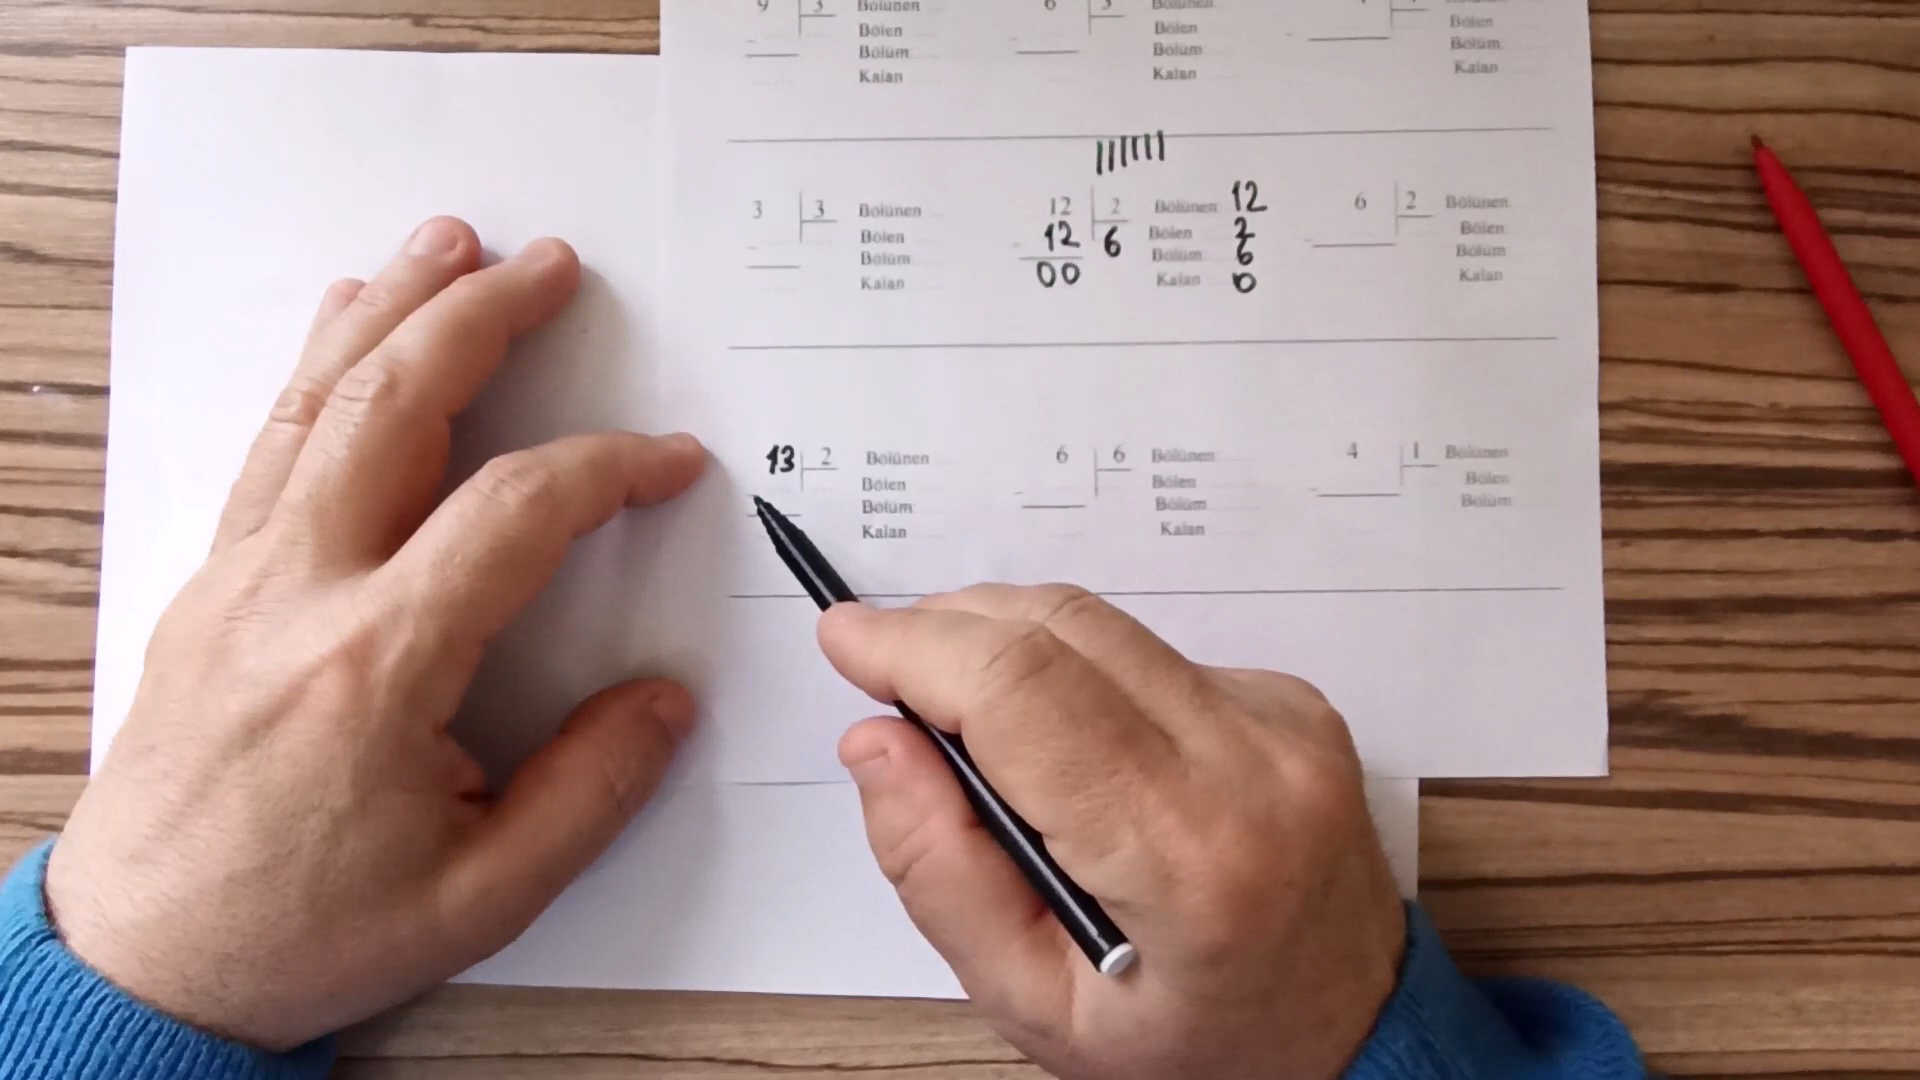 9 3 Bölünen 6 3 Bölünen
Bölen Bölen Bölen
Bölüm Bölüm Bölüm
Kalan Kalan Kalan
3 3 Bölünen 12 2 Bölünen 12 6 2 Bölünen
Bölen 12 6 Bölen 2 Bölen
Bölüm Bölüm 6 Bölüm
Kalan 00 Kalan 0 Kalan
13 2 Bölünen 6 6 Bölünen 4 1 Bölünen
Bölen Bölen Bölen
Bölüm Bölüm Bölüm
Kalan Kalan